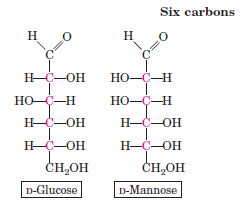 Six carbons
H O H O
C C
H—C—OH HO—C—H
HO—C—H HO—C—H
H—C—OH H—C—OH
H—C—OH H—C—OH
CH₂OH CH₂OH
D-Glucose D-Mannose